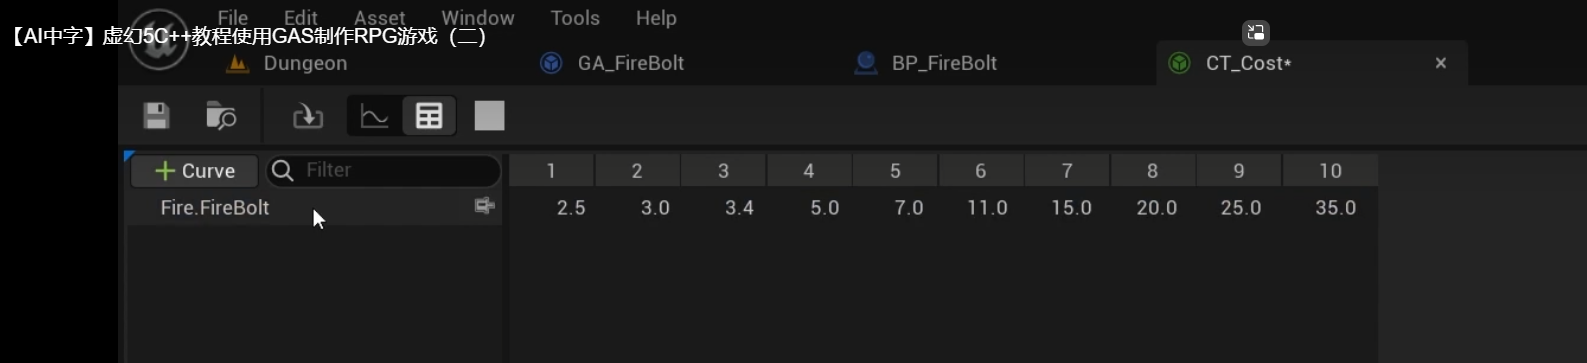 File Edit Asset Window Tools Help
【AI中字】虚幻5C++教程使用GAS制作RPG游戏（二）
Dungeon GA_FireBolt BP_FireBolt CT_Cost*
Curve Filter 1 2 3 4 5 6 7 8 9 10
Fire.FireBolt 2.5 3.0 3.4 5.0 7.0 11.0 15.0 20.0 25.0 35.0